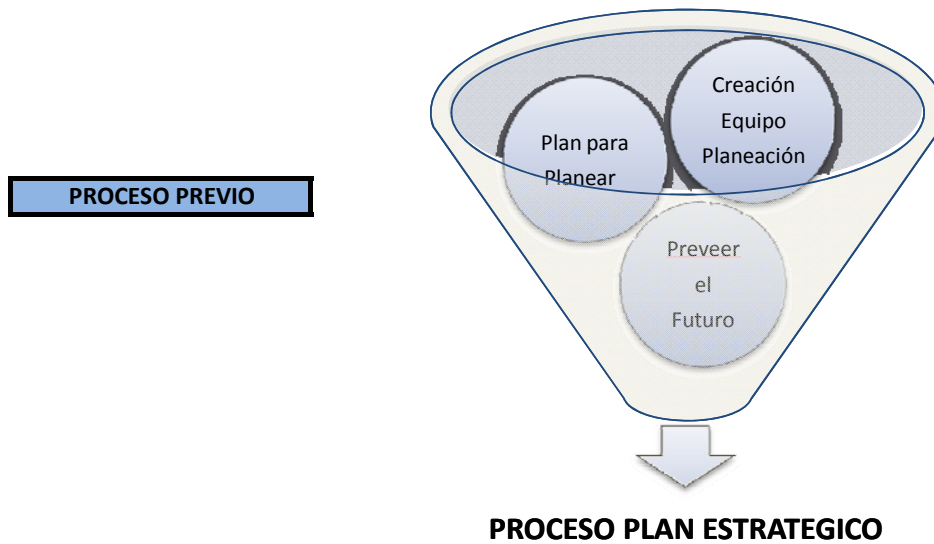 PROCESO PREVIO
Plan para
Planear
Creación
Equipo
Planeación
Preveer
el
Futuro
PROCESO PLAN ESTRATEGICO